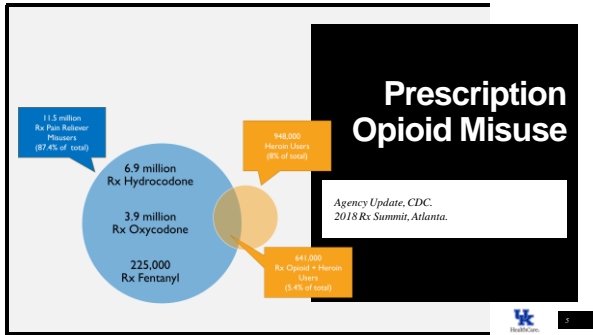 Prescription
Opioid Misuse
Agency Update, CDC.
2018 Rx Summit, Atlanta.
11.5 million
Rx Pain Reliever
Misusers
(87.4% of total)
948,000
Heroin Users
(8% of total)
6.9 million
Rx Hydrocodone
3.9 million
Rx Oxycodone
225,000
Rx Fentanyl
641,000
Rx Opioid + Heroin
Users
(5.4% of total)
UK
HealthCare.
5